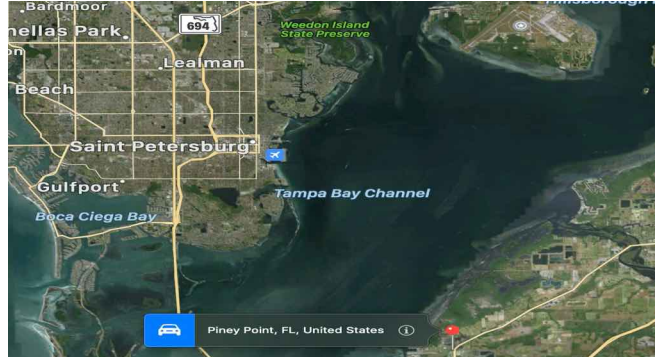 Bardmoor
694
Weedon Island
State Preserve
nellas Park
Lealman
Beach
Saint Petersburg
Gulfport
Tampa Bay Channel
Boca Ciega Bay
Piney Point, FL, United States